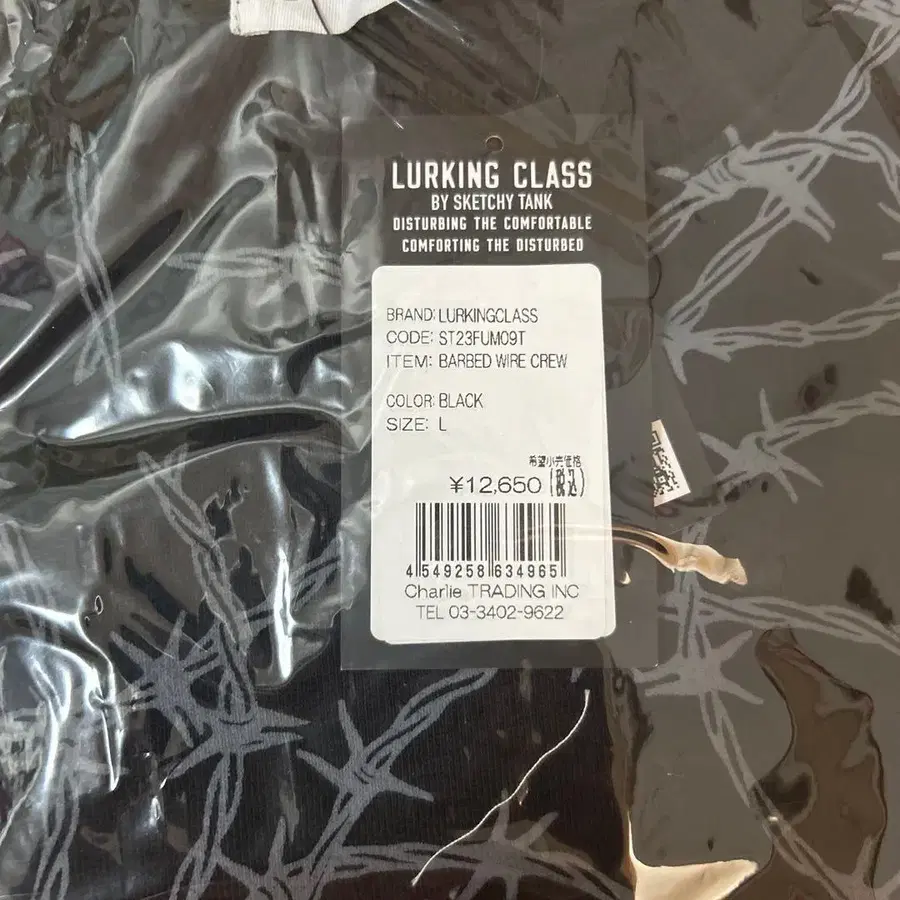 LURKING CLASS
BY SKETCHY TANK
DISTURBING THE COMFORTABLE
COMFORTING THE DISTURBED
BRAND: LURKINGCLASS
CODE: ST23FUM09T
ITEM: BARBED WIRE CREW
COLOR: BLACK
SIZE: L
希望小売価格
¥12,650(税込)
4 549258 634965
Charlie TRADING INC
TEL 03-3402-9622